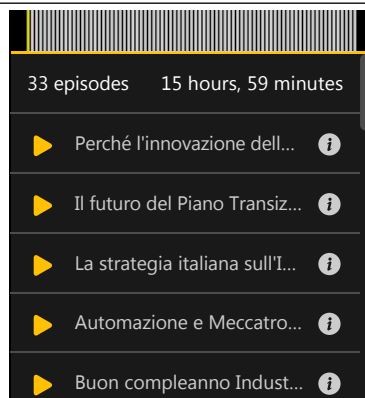 33 episodes 15 hours, 59 minutes
Perché l'innovazione dell...
Il futuro del Piano Transiz...
La strategia italiana sull'I...
Automazione e Meccatro...
Buon compleanno Indust...